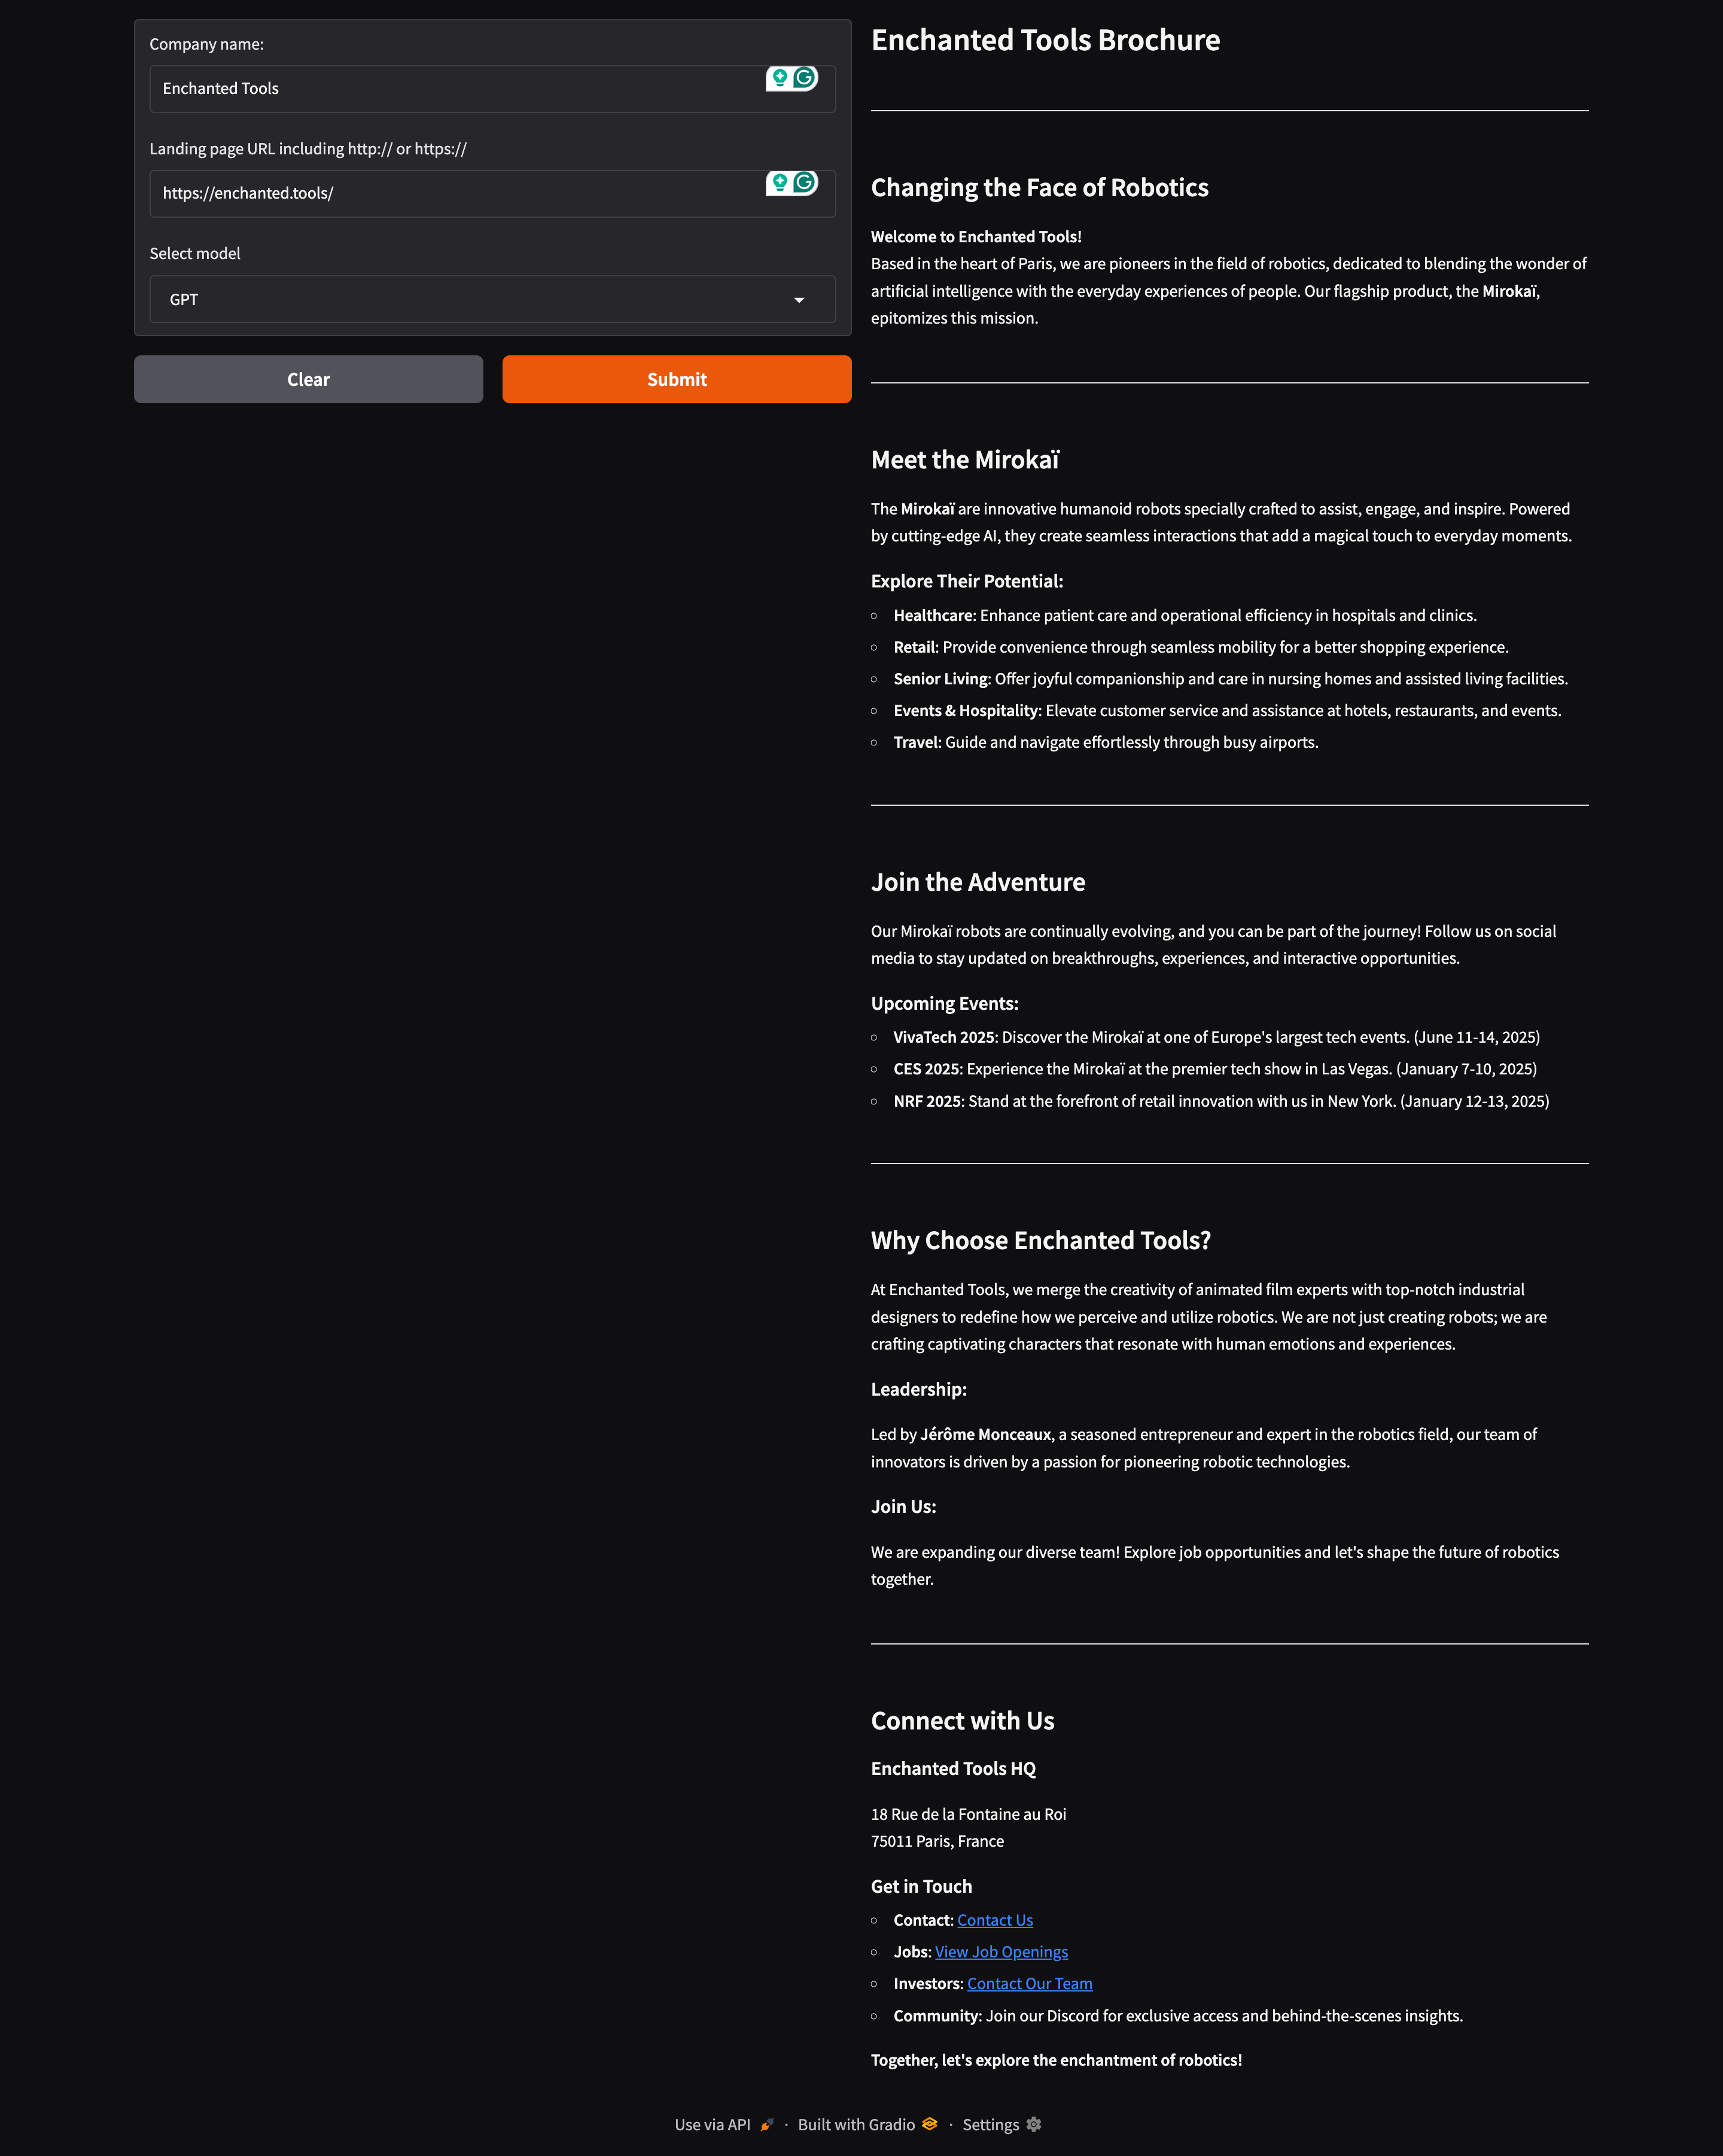 Company name:
Enchanted Tools
Landing page URL including http:// or https://
https://enchanted.tools/
Select model
GPT
Clear
Submit
Enchanted Tools Brochure
Changing the Face of Robotics
Welcome to Enchanted Tools!
Based in the heart of Paris, we are pioneers in the field of robotics, dedicated to blending the wonder of
artificial intelligence with the everyday experiences of people. Our flagship product, the Mirokaï,
epitomizes this mission.
Meet the Mirokaï
The Mirokaï are innovative humanoid robots specially crafted to assist, engage, and inspire. Powered
by cutting-edge AI, they create seamless interactions that add a magical touch to everyday moments.
Explore Their Potential:
Healthcare: Enhance patient care and operational efficiency in hospitals and clinics.
Retail: Provide convenience through seamless mobility for a better shopping experience.
Senior Living: Offer joyful companionship and care in nursing homes and assisted living facilities.
Events & Hospitality: Elevate customer service and assistance at hotels, restaurants, and events.
Travel: Guide and navigate effortlessly through busy airports.
Join the Adventure
Our Mirokaï robots are continually evolving, and you can be part of the journey! Follow us on social
media to stay updated on breakthroughs, experiences, and interactive opportunities.
Upcoming Events:
VivaTech 2025: Discover the Mirokaï at one of Europe's largest tech events. (June 11-14, 2025)
CES 2025: Experience the Mirokaï at the premier tech show in Las Vegas. (January 7-10, 2025)
NRF 2025: Stand at the forefront of retail innovation with us in New York. (January 12-13, 2025)
Why Choose Enchanted Tools?
At Enchanted Tools, we merge the creativity of animated film experts with top-notch industrial
designers to redefine how we perceive and utilize robotics. We are not just creating robots; we are
crafting captivating characters that resonate with human emotions and experiences.
Leadership:
Led by Jérôme Monceaux, a seasoned entrepreneur and expert in the robotics field, our team of
innovators is driven by a passion for pioneering robotic technologies.
Join Us:
We are expanding our diverse team! Explore job opportunities and let's shape the future of robotics
together.
Connect with Us
Enchanted Tools HQ
18 Rue de la Fontaine au Roi
75011 Paris, France
Get in Touch
Contact: Contact Us
Jobs: View Job Openings
Investors: Contact Our Team
Community: Join our Discord for exclusive access and behind-the-scenes insights.
Together, let's explore the enchantment of robotics!
Use via API · Built with Gradio · Settings